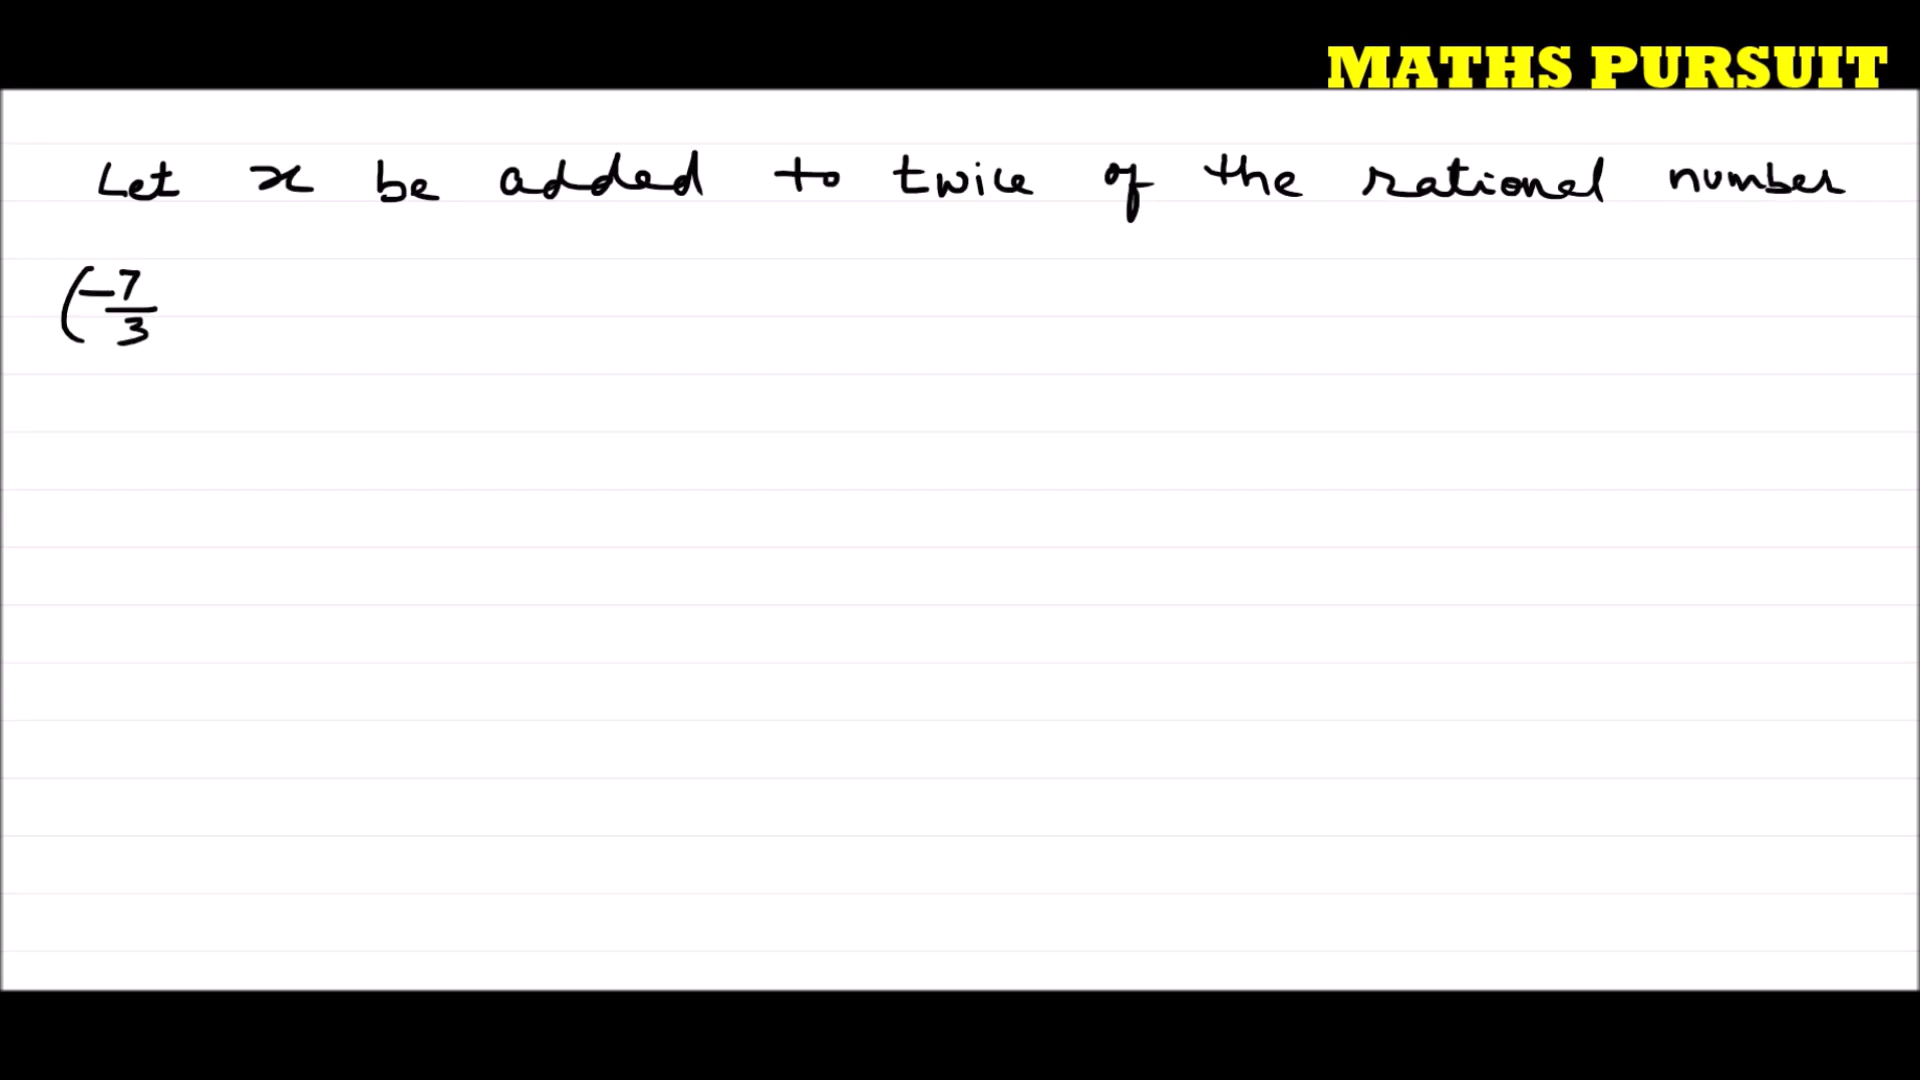 MATHS PURSUIT
Let x be added to twice of the rational number
(-7/3